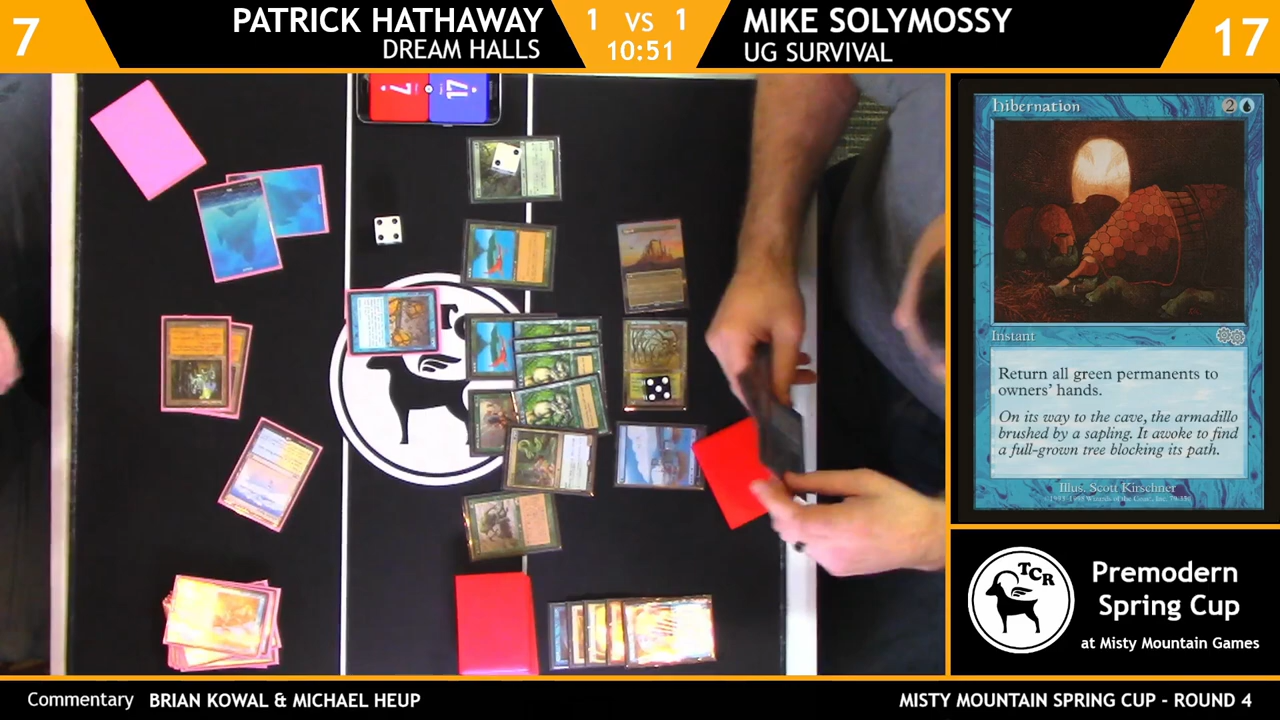 7
PATRICK HATHAWAY
DREAM HALLS
1 VS 1
10:51
MIKE SOLYMOSSY
UG SURVIVAL
17
7
17
Hibernation
2
Instant
Return all green permanents to
owners' hands.
On its way to the cave, the armadillo
brushed by a sapling. It awoke to find
a full-grown tree blocking its path.
Illus. Scott Kirschner
TCR
Premodern
Spring Cup
at Misty Mountain Games
Commentary BRIAN KOWAL & MICHAEL HEUP
MISTY MOUNTAIN SPRING CUP - ROUND 4